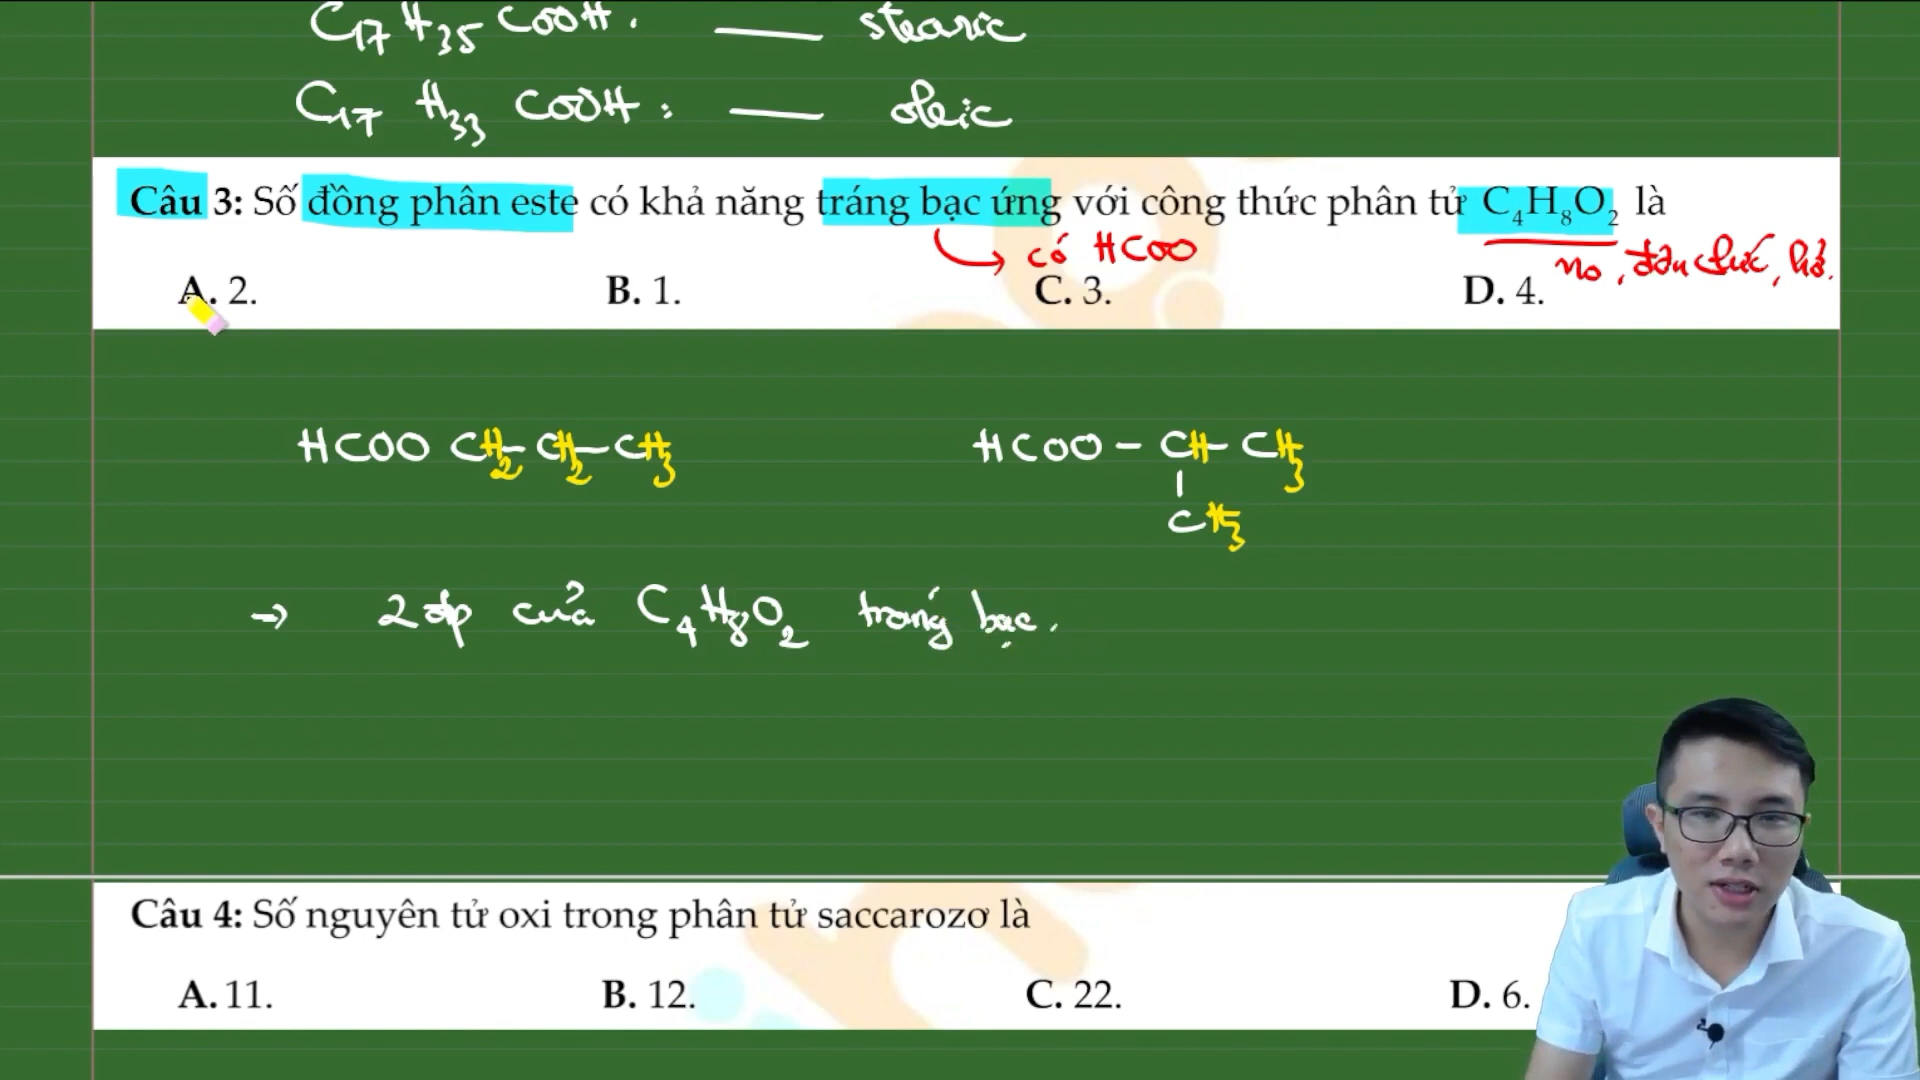 C17H35COOH: — stearic
C17H33COOH: — oleic
Câu 3: Số đồng phân este có khả năng tráng bạc ứng với công thức phân tử C4H8O2 là
có HCOO
no, đơn chức, hở.
A. 2. B. 1. C. 3. D. 4.
HCOO CH2-CH2-CH3 HCOO-CH-CH3
CH3
→ 2 đp của C4H8O2 tráng bạc.
Câu 4: Số nguyên tử oxi trong phân tử saccarozơ là
A. 11. B. 12. C. 22. D. 6.